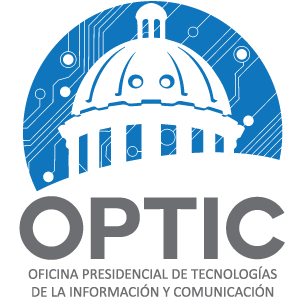 OPTIC
OFICINA PRESIDENCIAL DE TECNOLOGÍAS
DE LA INFORMACIÓN Y COMUNICACIÓN